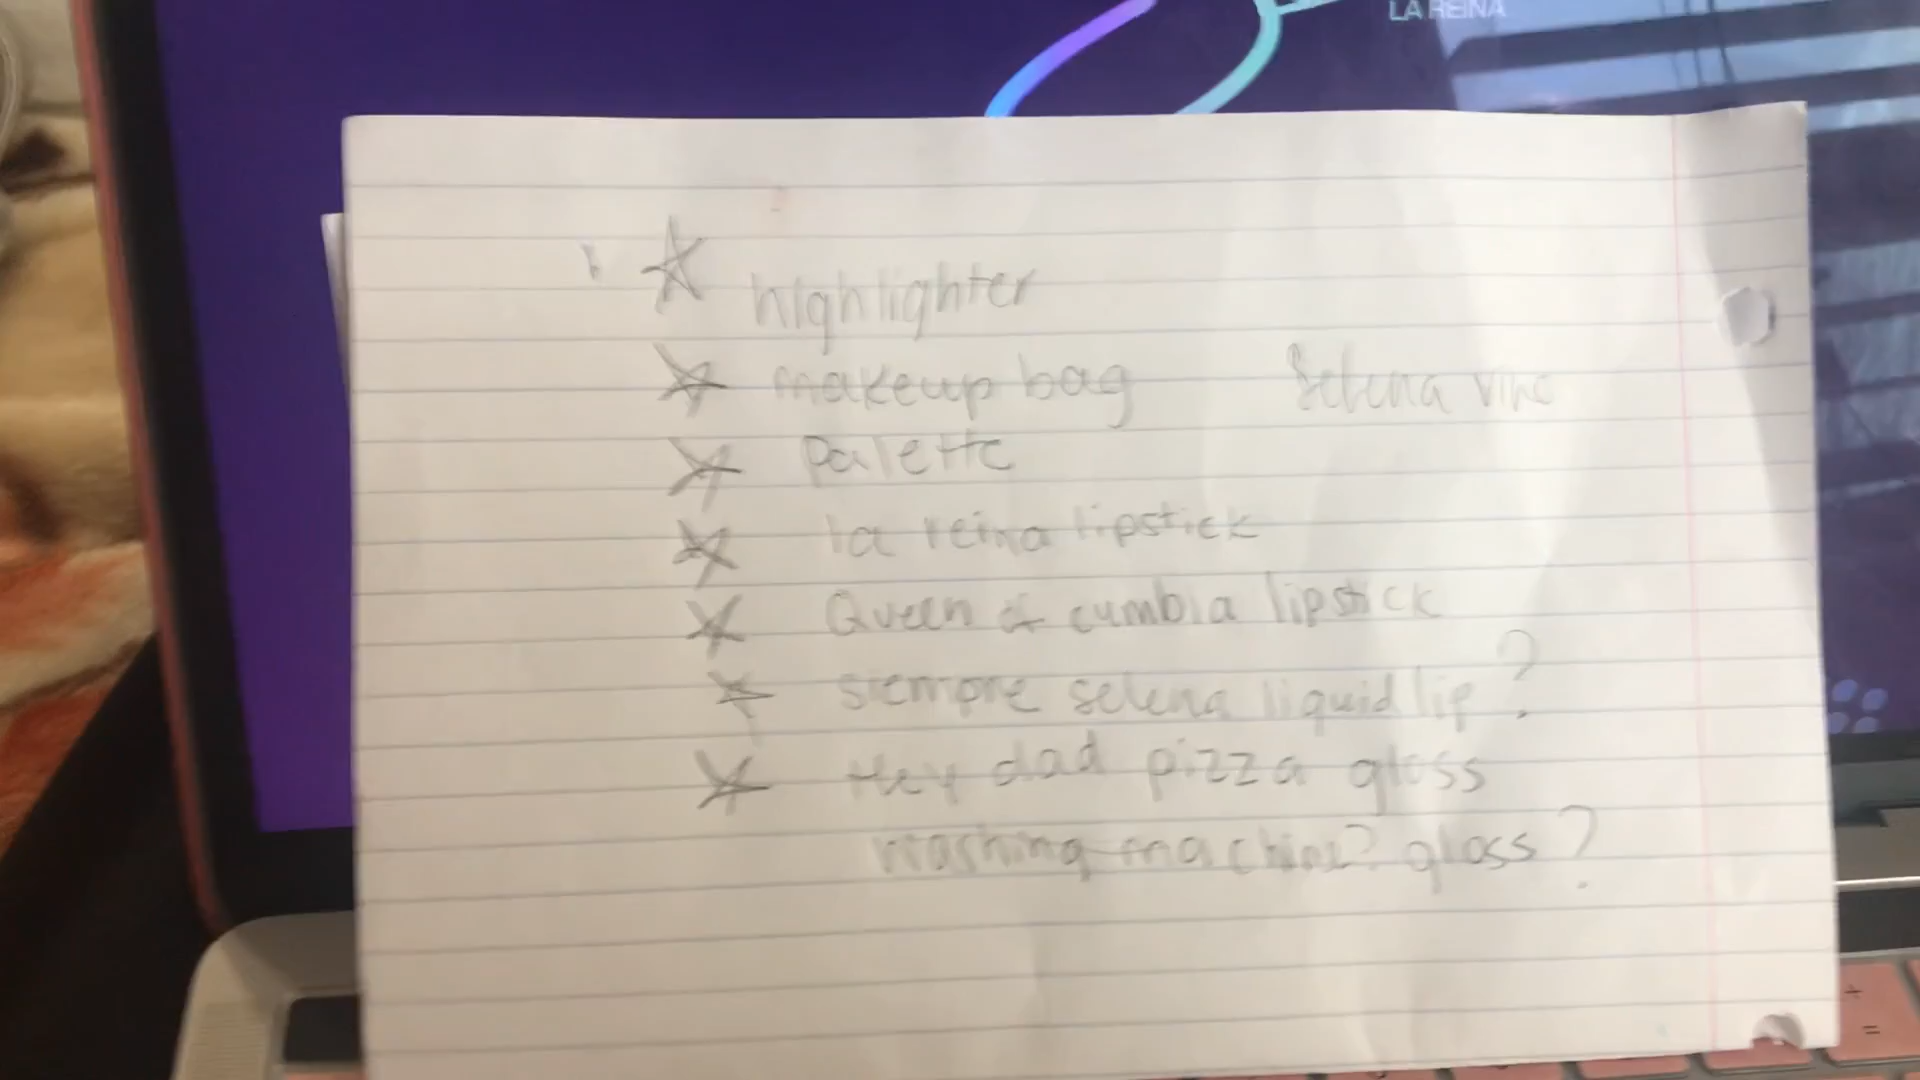 LA REINA
highlighter
makeup bag
Selena
Palette
la reina lipstick
Queen of cumbia lipstick
siempre selena liquid lip?
Hey dad pizza gloss
washing machine? gloss?
+
=